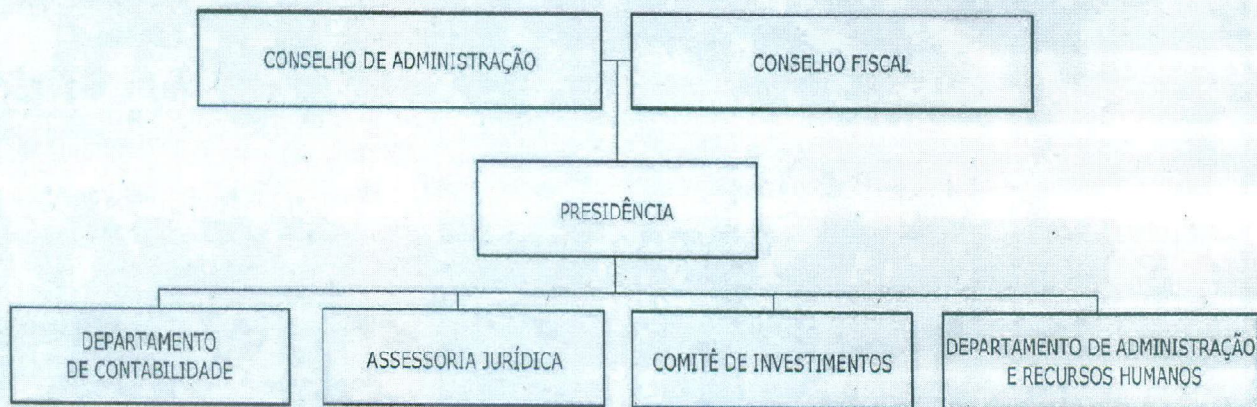 CONSELHO DE ADMINISTRAÇÃO
CONSELHO FISCAL
PRESIDÊNCIA
DEPARTAMENTO
DE CONTABILIDADE
ASSESSORIA JURÍDICA
COMITÊ DE INVESTIMENTOS
DEPARTAMENTO DE ADMINISTRAÇÃO
E RECURSOS HUMANOS